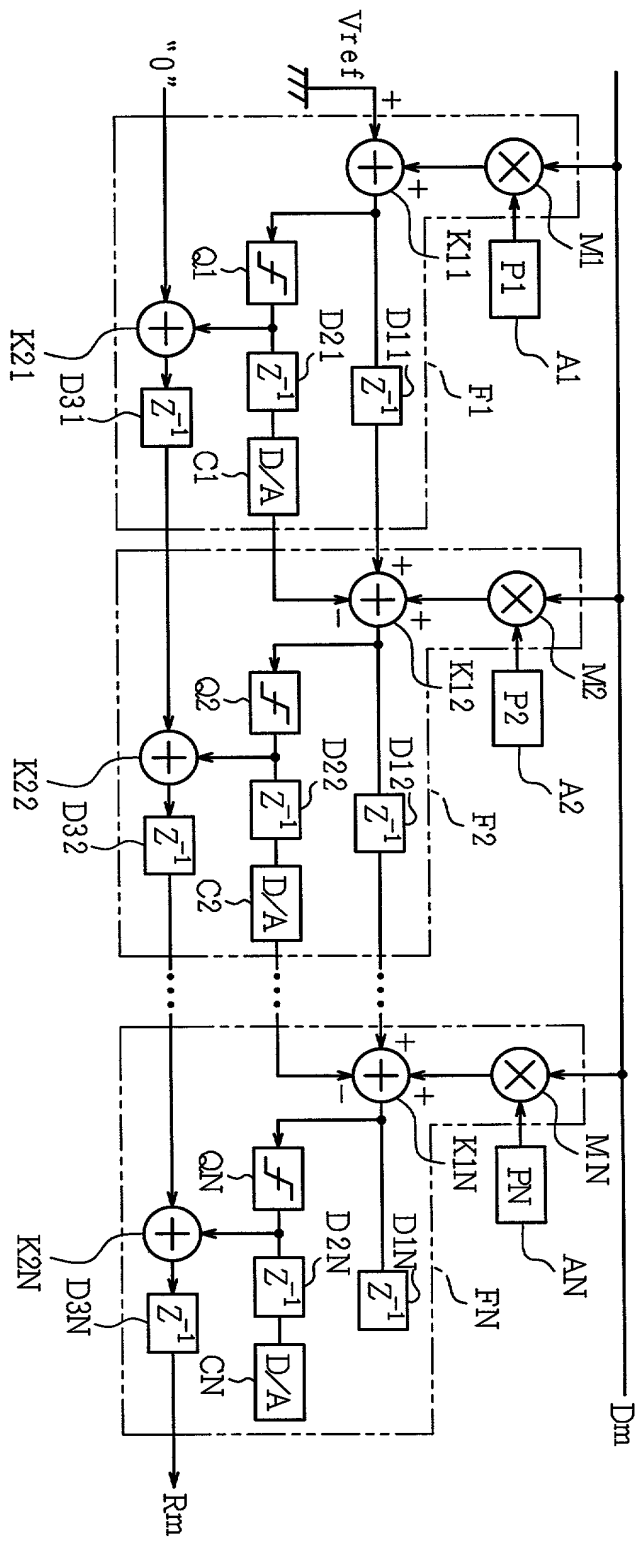 Dm
M1
P1
A1
M2
P2
A2
MN
PN
AN
Vref
+
+
K11
D11
Z⁻¹
F1
+
+
-
K12
D12
Z⁻¹
F2
+
+
-
K1N
D1N
Z⁻¹
FN
Q1
D21
Z⁻¹
C1
D/A
Q2
D22
Z⁻¹
C2
D/A
QN
D2N
Z⁻¹
CN
D/A
"0"
K21
D31
Z⁻¹
K22
D32
Z⁻¹
K2N
D3N
Z⁻¹
Rm